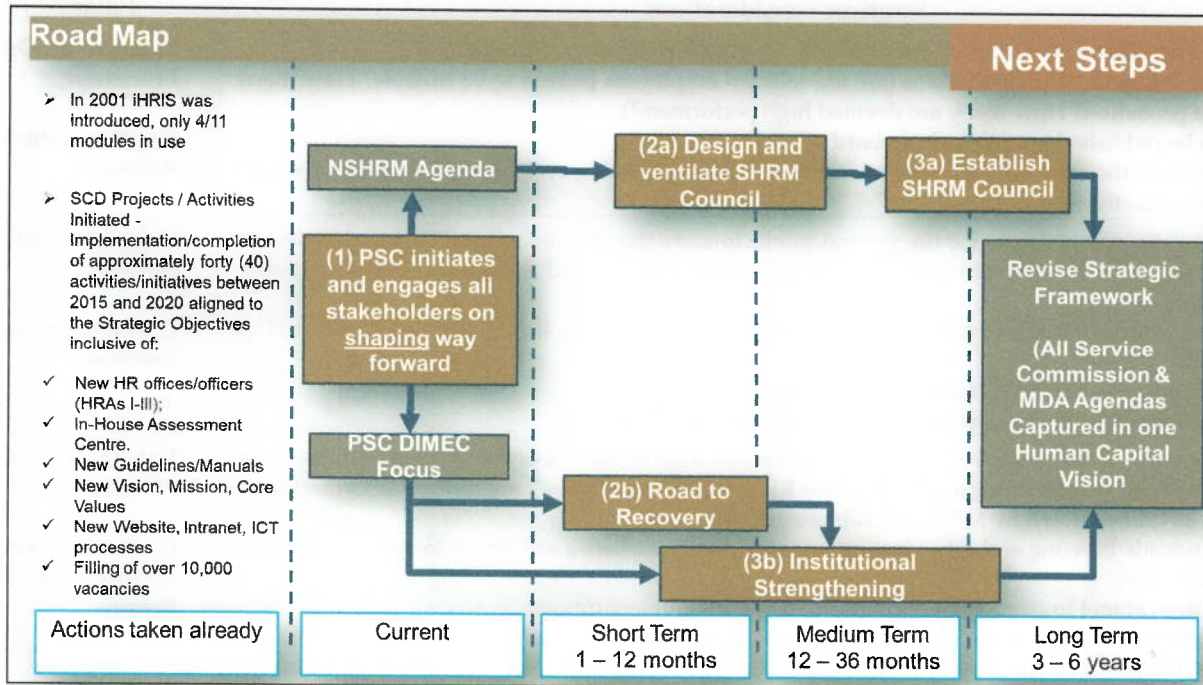 Road Map
Next Steps
➢ In 2001 iHRIS was
introduced, only 4/11
modules in use
➢ SCD Projects / Activities
Initiated -
Implementation/completion
of approximately forty (40)
activities/initiatives between
2015 and 2020 aligned to
the Strategic Objectives
inclusive of:
✓ New HR offices/officers
(HRAs I-III);
✓ In-House Assessment
Centre.
✓ New Guidelines/Manuals
✓ New Vision, Mission, Core
Values
✓ New Website, Intranet, ICT
processes
✓ Filling of over 10,000
vacancies
Actions taken already
NSHRM Agenda
(1) PSC initiates
and engages all
stakeholders on
shaping way
forward
PSC DIMEC
Focus
Current
(2a) Design and
ventilate SHRM
Council
(2b) Road to
Recovery
Short Term
1 – 12 months
(3b) Institutional
Strengthening
Medium Term
12 – 36 months
(3a) Establish
SHRM Council
Revise Strategic
Framework
(All Service
Commission &
MDA Agendas
Captured in one
Human Capital
Vision
Long Term
3 – 6 years